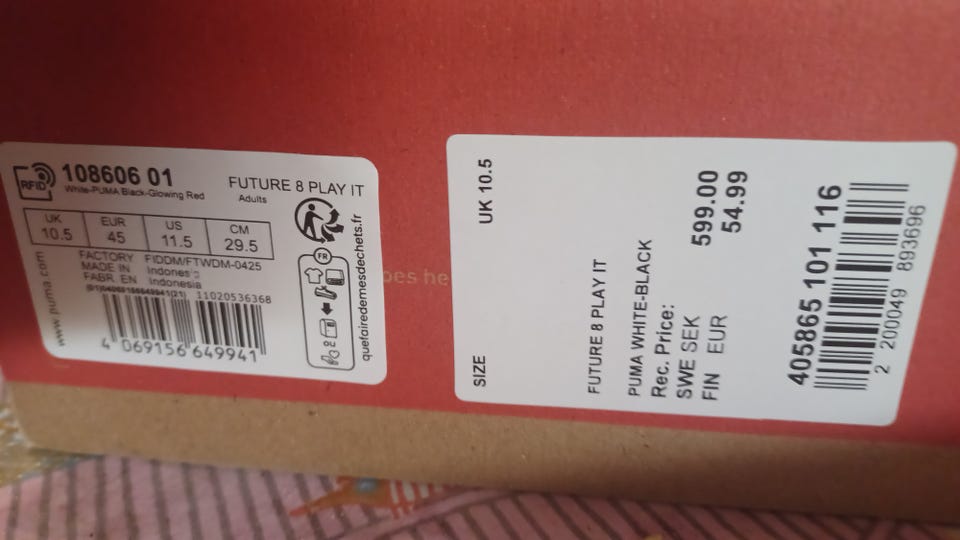 RFID
108606 01
White-PUMA Black-Glowing Red
FUTURE 8 PLAY IT
Adults
UK EUR US CM
10.5 45 11.5 29.5
FACTORY FIDDM/FTWDM-0425
MADE IN Indonesia
FABR. EN Indonesia
11020536368
4 069156 649941
www.puma.com
FR
quefairedemesdechets.fr
oes he
SIZE UK 10.5
FUTURE 8 PLAY IT
PUMA WHITE-BLACK
Rec. Price:
SWE SEK 599.00
FIN EUR 54.99
405865 101 116
2 200049 893696